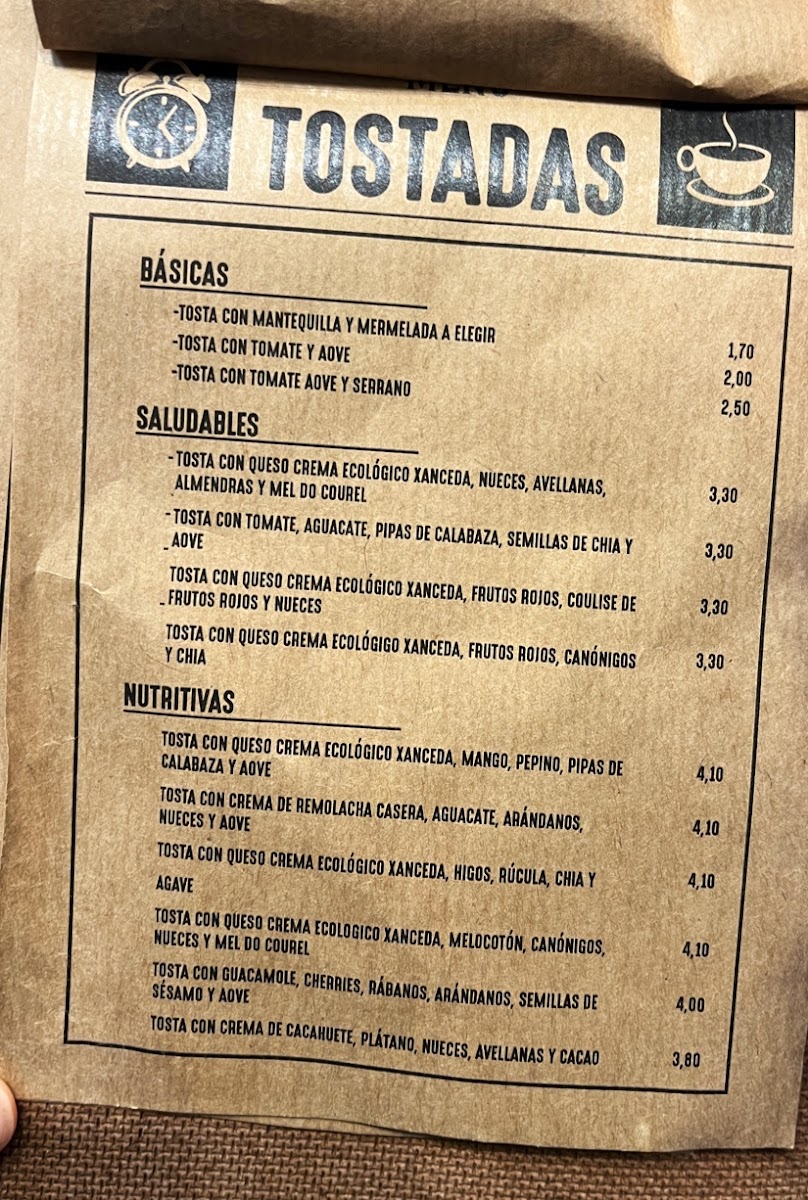 MENÚ
TOSTADAS
BÁSICAS
-TOSTA CON MANTEQUILLA Y MERMELADA A ELEGIR 1,70
-TOSTA CON TOMATE Y AOVE 2,00
-TOSTA CON TOMATE AOVE Y SERRANO 2,50
SALUDABLES
-TOSTA CON QUESO CREMA ECOLÓGICO XANCEDA, NUECES, AVELLANAS,
ALMENDRAS Y MEL DO COUREL 3,30
-TOSTA CON TOMATE, AGUACATE, PIPAS DE CALABAZA, SEMILLAS DE CHIA Y
- AOVE 3,30
TOSTA CON QUESO CREMA ECOLÓGICO XANCEDA, FRUTOS ROJOS, COULISE DE
- FRUTOS ROJOS Y NUECES 3,30
TOSTA CON QUESO CREMA ECOLÓGIGO XANCEDA, FRUTOS ROJOS, CANÓNIGOS
Y CHIA 3,30
NUTRITIVAS
TOSTA CON QUESO CREMA ECOLÓGICO XANCEDA, MANGO, PEPINO, PIPAS DE
CALABAZA Y AOVE 4,10
TOSTA CON CREMA DE REMOLACHA CASERA, AGUACATE, ARÁNDANOS,
NUECES Y AOVE 4,10
TOSTA CON QUESO CREMA ECOLÓGICO XANCEDA, HIGOS, RÚCULA, CHIA Y
AGAVE 4,10
TOSTA CON QUESO CREMA ECOLOGICO XANCEDA, MELOCOTÓN, CANÓNIGOS,
NUECES Y MEL DO COUREL 4,10
TOSTA CON GUACAMOLE, CHERRIES, RÁBANOS, ARÁNDANOS, SEMILLAS DE
SÉSAMO Y AOVE 4,00
TOSTA CON CREMA DE CACAHUETE, PLÁTANO, NUECES, AVELLANAS Y CACAO 3,80